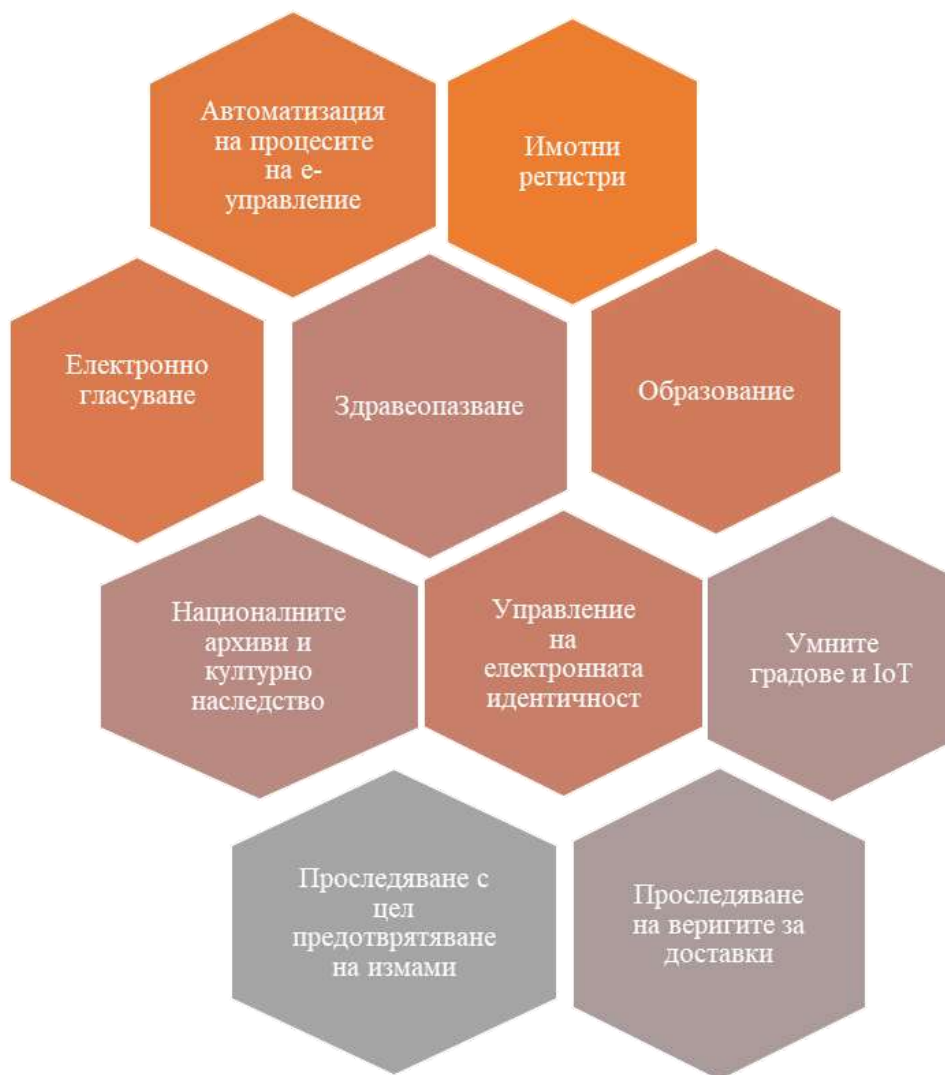 Автоматизация
на процесите
на е-
управление
Имотни
регистри
Електронно
гласуване
Здравеопазване
Образование
Националните
архиви и
културно
наследство
Управление
на
електронната
идентичност
Умните
градове и IoT
Проследяване с
цел
предотврятяване
на измами
Проследяване
на веригите за
доставки